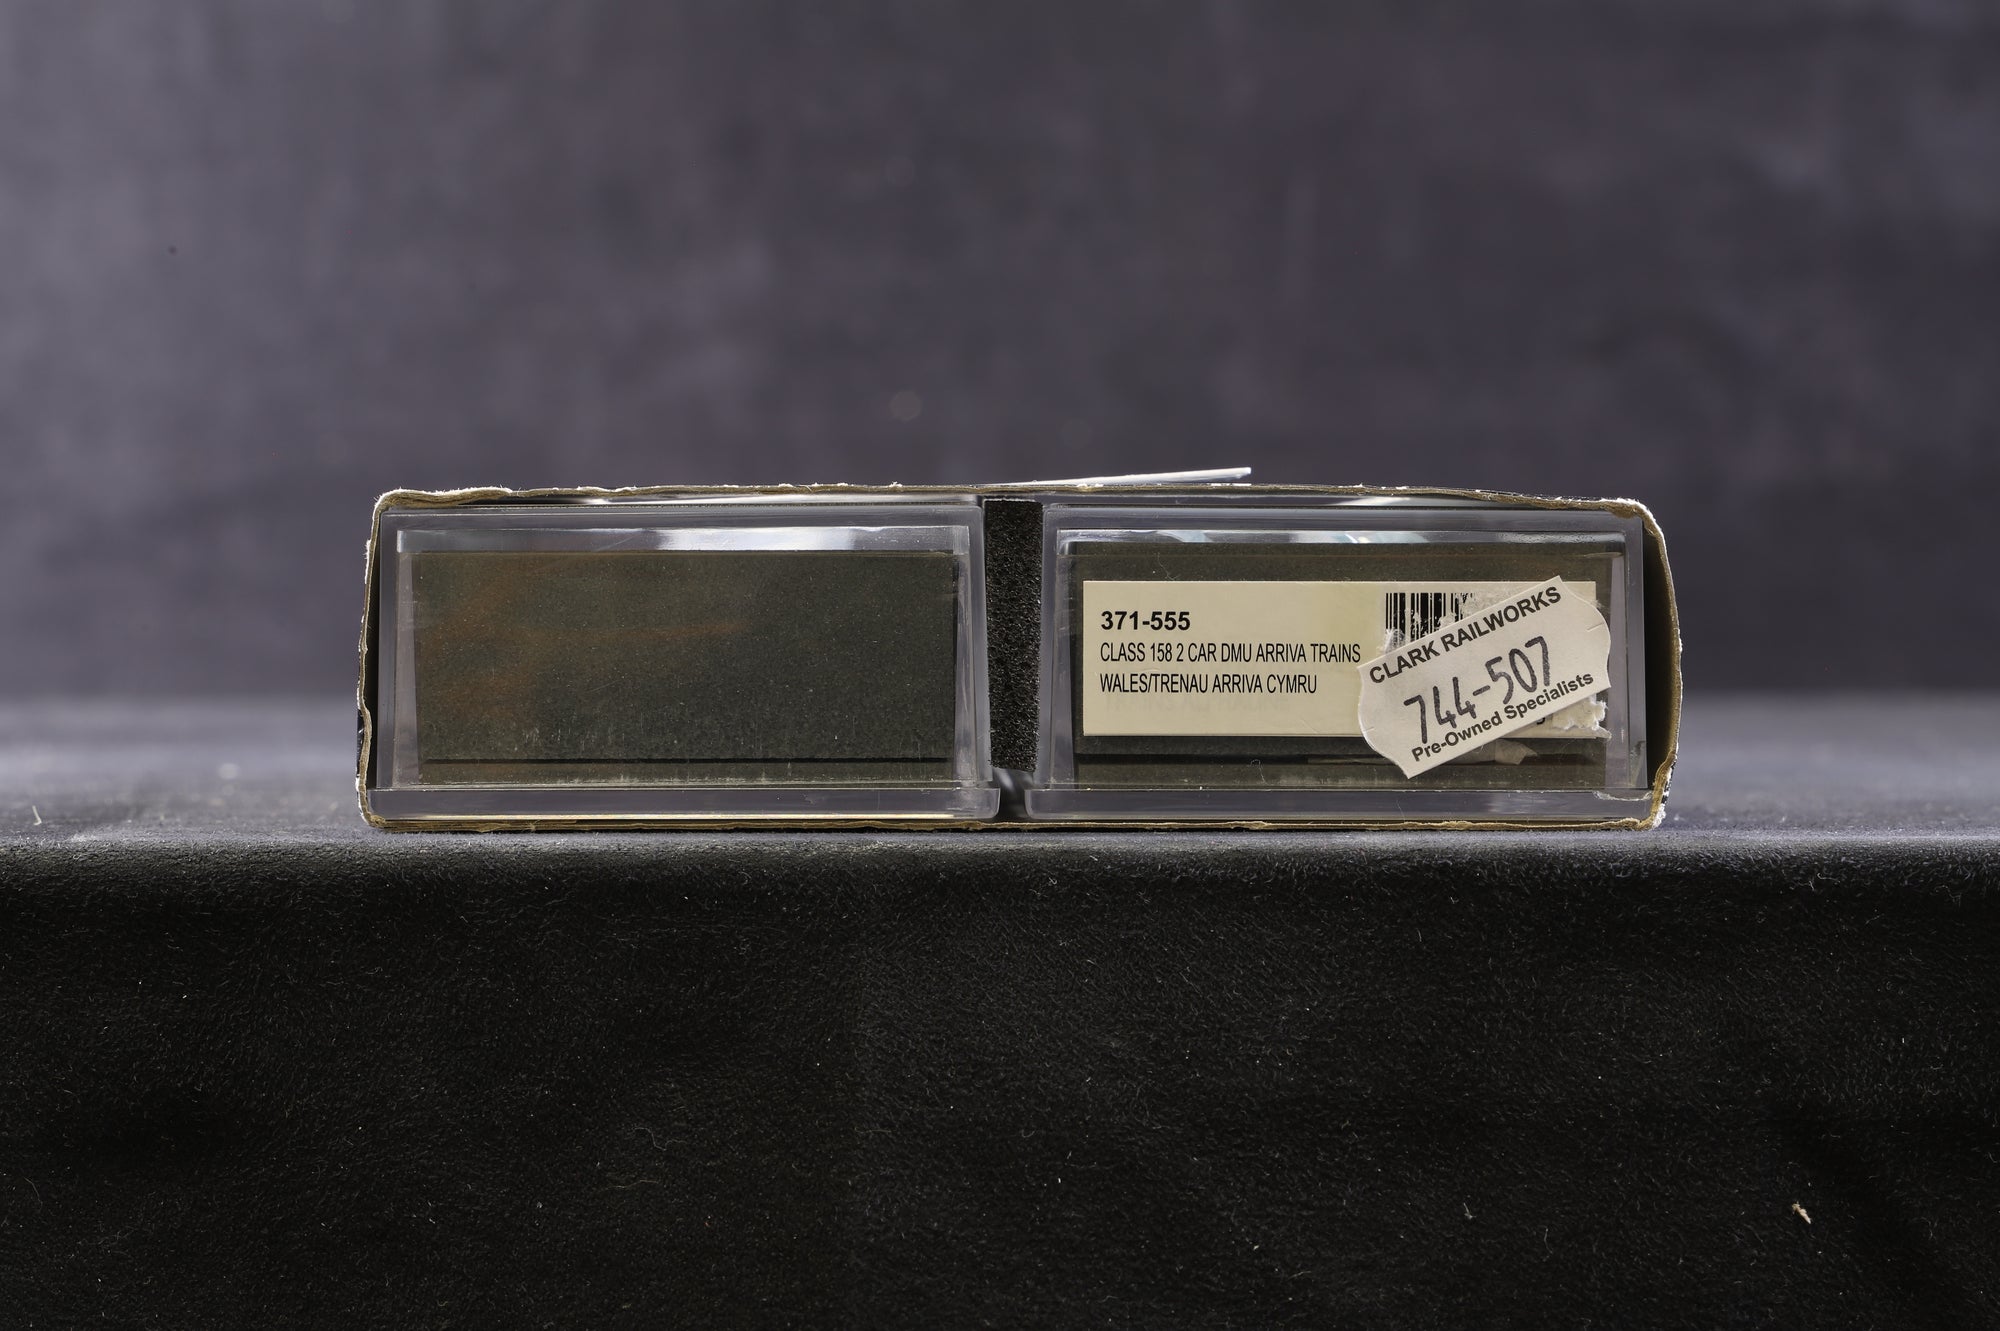 371-555
CLASS 158 2 CAR DMU ARRIVA TRAINS
WALES/TRENAU ARRIVA CYMRU
CLARK RAILWORKS
744-507
Pre-Owned Specialists